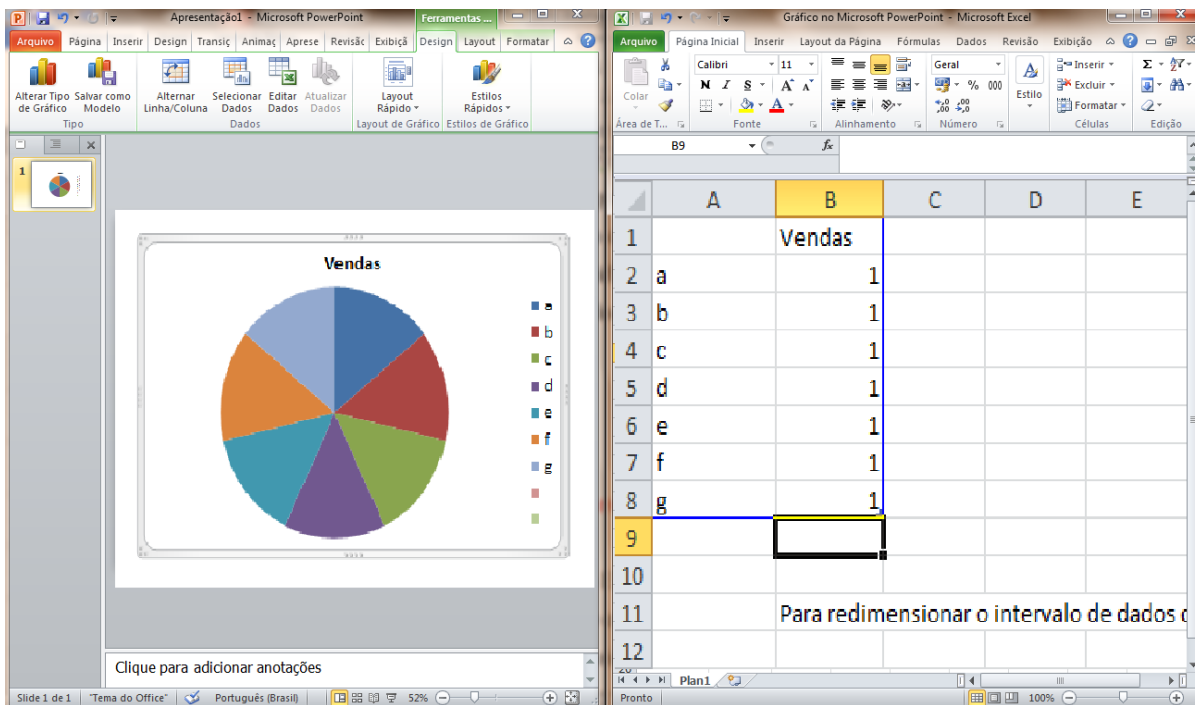 Apresentação1 - Microsoft PowerPoint
Ferramentas ...
Arquivo Página Inserir Design Transiç Animaç Aprese Revisão Exibiçã Design Layout Formatar
Alterar Tipo de Gráfico
Salvar como Modelo
Alternar Linha/Coluna
Selecionar Dados
Editar Dados
Atualizar Dados
Layout Rápido
Estilos Rápidos
Tipo
Dados
Layout de Gráfico
Estilos de Gráfico
1
Vendas
a
b
c
d
e
f
g
Clique para adicionar anotações
Slide 1 de 1
"Tema do Office"
Português (Brasil)
52%
Gráfico no Microsoft PowerPoint - Microsoft Excel
Arquivo Página Inicial Inserir Layout da Página Fórmulas Dados Revisão Exibição
Colar
Calibri
11
N I S
Geral
% 000
Estilo
Inserir
Excluir
Formatar
Área de T...
Fonte
Alinhamento
Número
Células
Edição
B9
fx
A B C D E
1 Vendas
2 a 1
3 b 1
4 c 1
5 d 1
6 e 1
7 f 1
8 g 1
9
10
11 Para redimensionar o intervalo de dados
12
Plan1
Pronto
100%